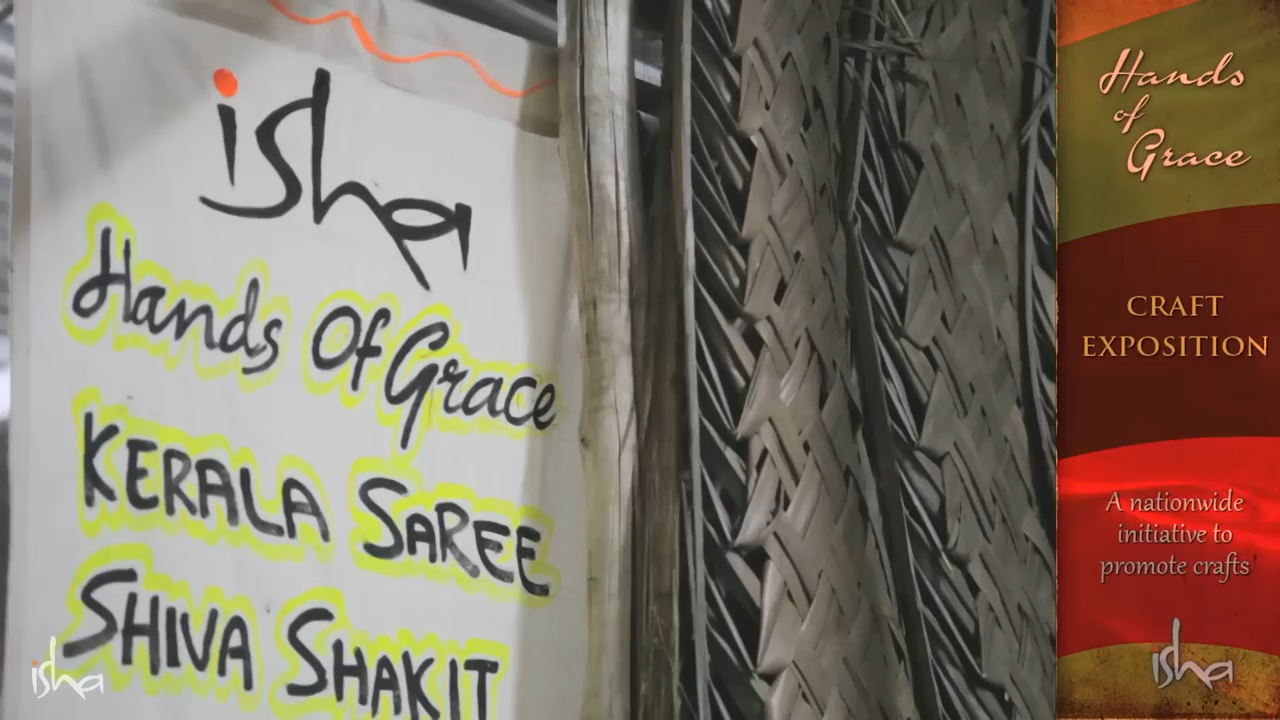 isha
Hands Of Grace
KERALA SAREE
SHIVA SHAKIT
isha
Hands
of
Grace
CRAFT
EXPOSITION
A nationwide
initiative to
promote crafts
isha